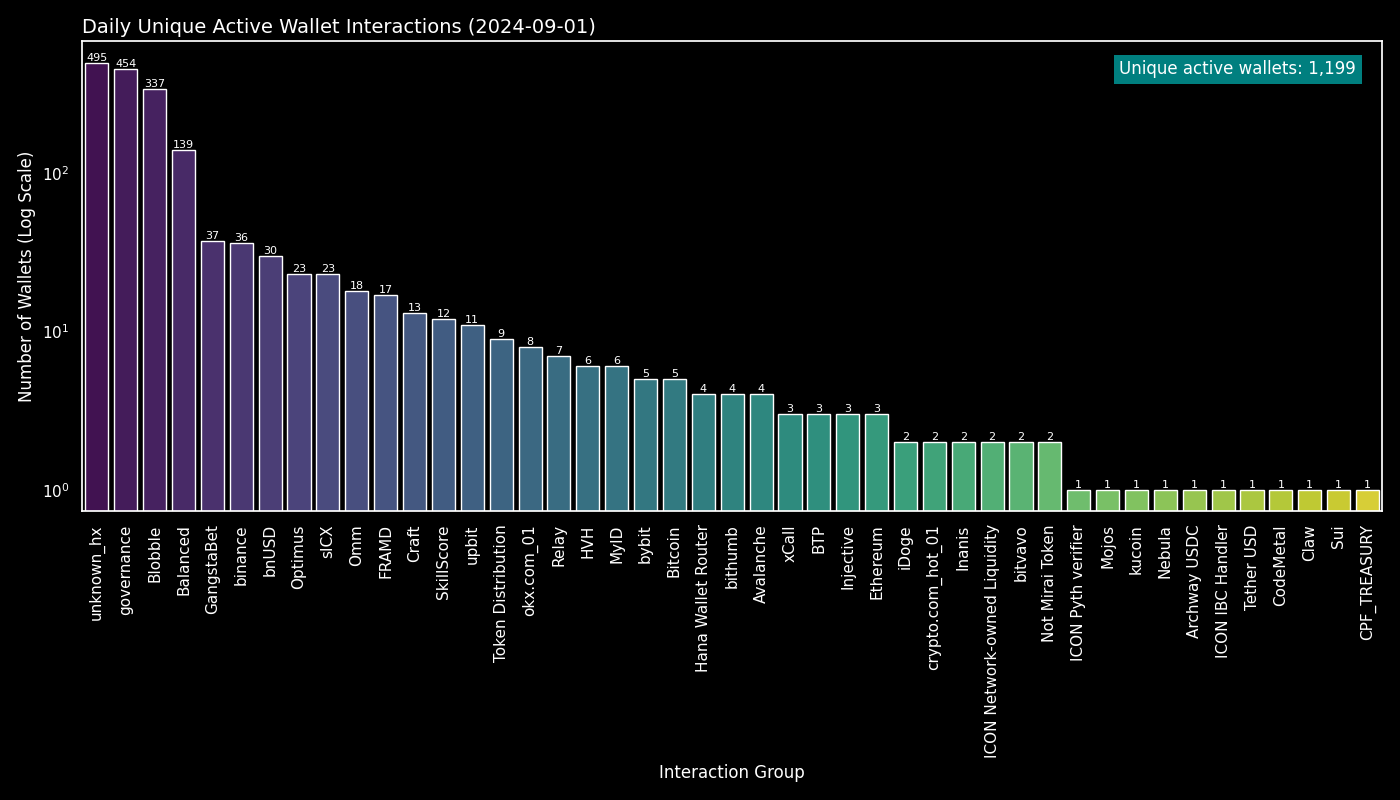 Daily Unique Active Wallet Interactions (2024-09-01)
Unique active wallets: 1,199
Number of Wallets (Log Scale)
10²
10¹
10⁰
495 454 337 139 37 36 30 23 23 18 17 13 12 11 9 8 7 6 6 5 5 4 4 4 3 3 3 3 2 2 2 2 2 2 1 1 1 1 1 1 1 1 1 1 1
unknown_hx
governance
Blobble
Balanced
GangstaBet
binance
bnUSD
Optimus
sICX
Omm
FRAMD
Craft
SkillScore
upbit
Token Distribution
okx.com_01
Relay
HVH
MyID
bybit
Bitcoin
Hana Wallet Router
bithumb
Avalanche
xCall
BTP
Injective
Ethereum
iDoge
crypto.com_hot_01
Inanis
ICON Network-owned Liquidity
bitvavo
Not Mirai Token
ICON Pyth verifier
Mojos
kucoin
Nebula
Archway USDC
ICON IBC Handler
Tether USD
CodeMetal
Claw
Sui
CPF_TREASURY
Interaction Group